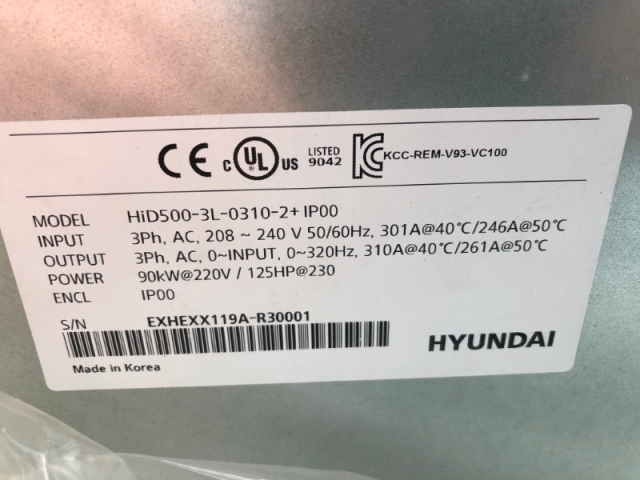 CE c UL US LISTED 9042 KCC-REM-V93-VC100
MODEL HiD500-3L-0310-2+ IP00
INPUT 3Ph, AC, 208 ~ 240 V 50/60Hz, 301A@40℃/246A@50℃
OUTPUT 3Ph, AC, 0~INPUT, 0~320Hz, 310A@40℃/261A@50℃
POWER 90kW@220V / 125HP@230
ENCL IP00
S/N EXHEXX119A-R30001
HYUNDAI
Made in Korea